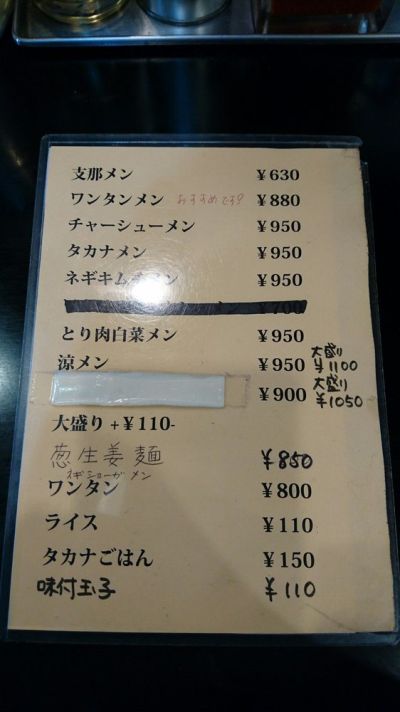 支那メン ¥630
ワンタンメン おすすめです? ¥880
チャーシューメン ¥950
タカナメン ¥950
ネギキムチメン ¥950
¥700
とり肉白菜メン ¥950
涼メン ¥950 大盛り ¥1100
¥900 大盛り ¥1050
大盛り+¥110-
葱生姜麺 ¥850
ネギショーガメン
ワンタン ¥800
ライス ¥110
タカナごはん ¥150
味付玉子 ¥110